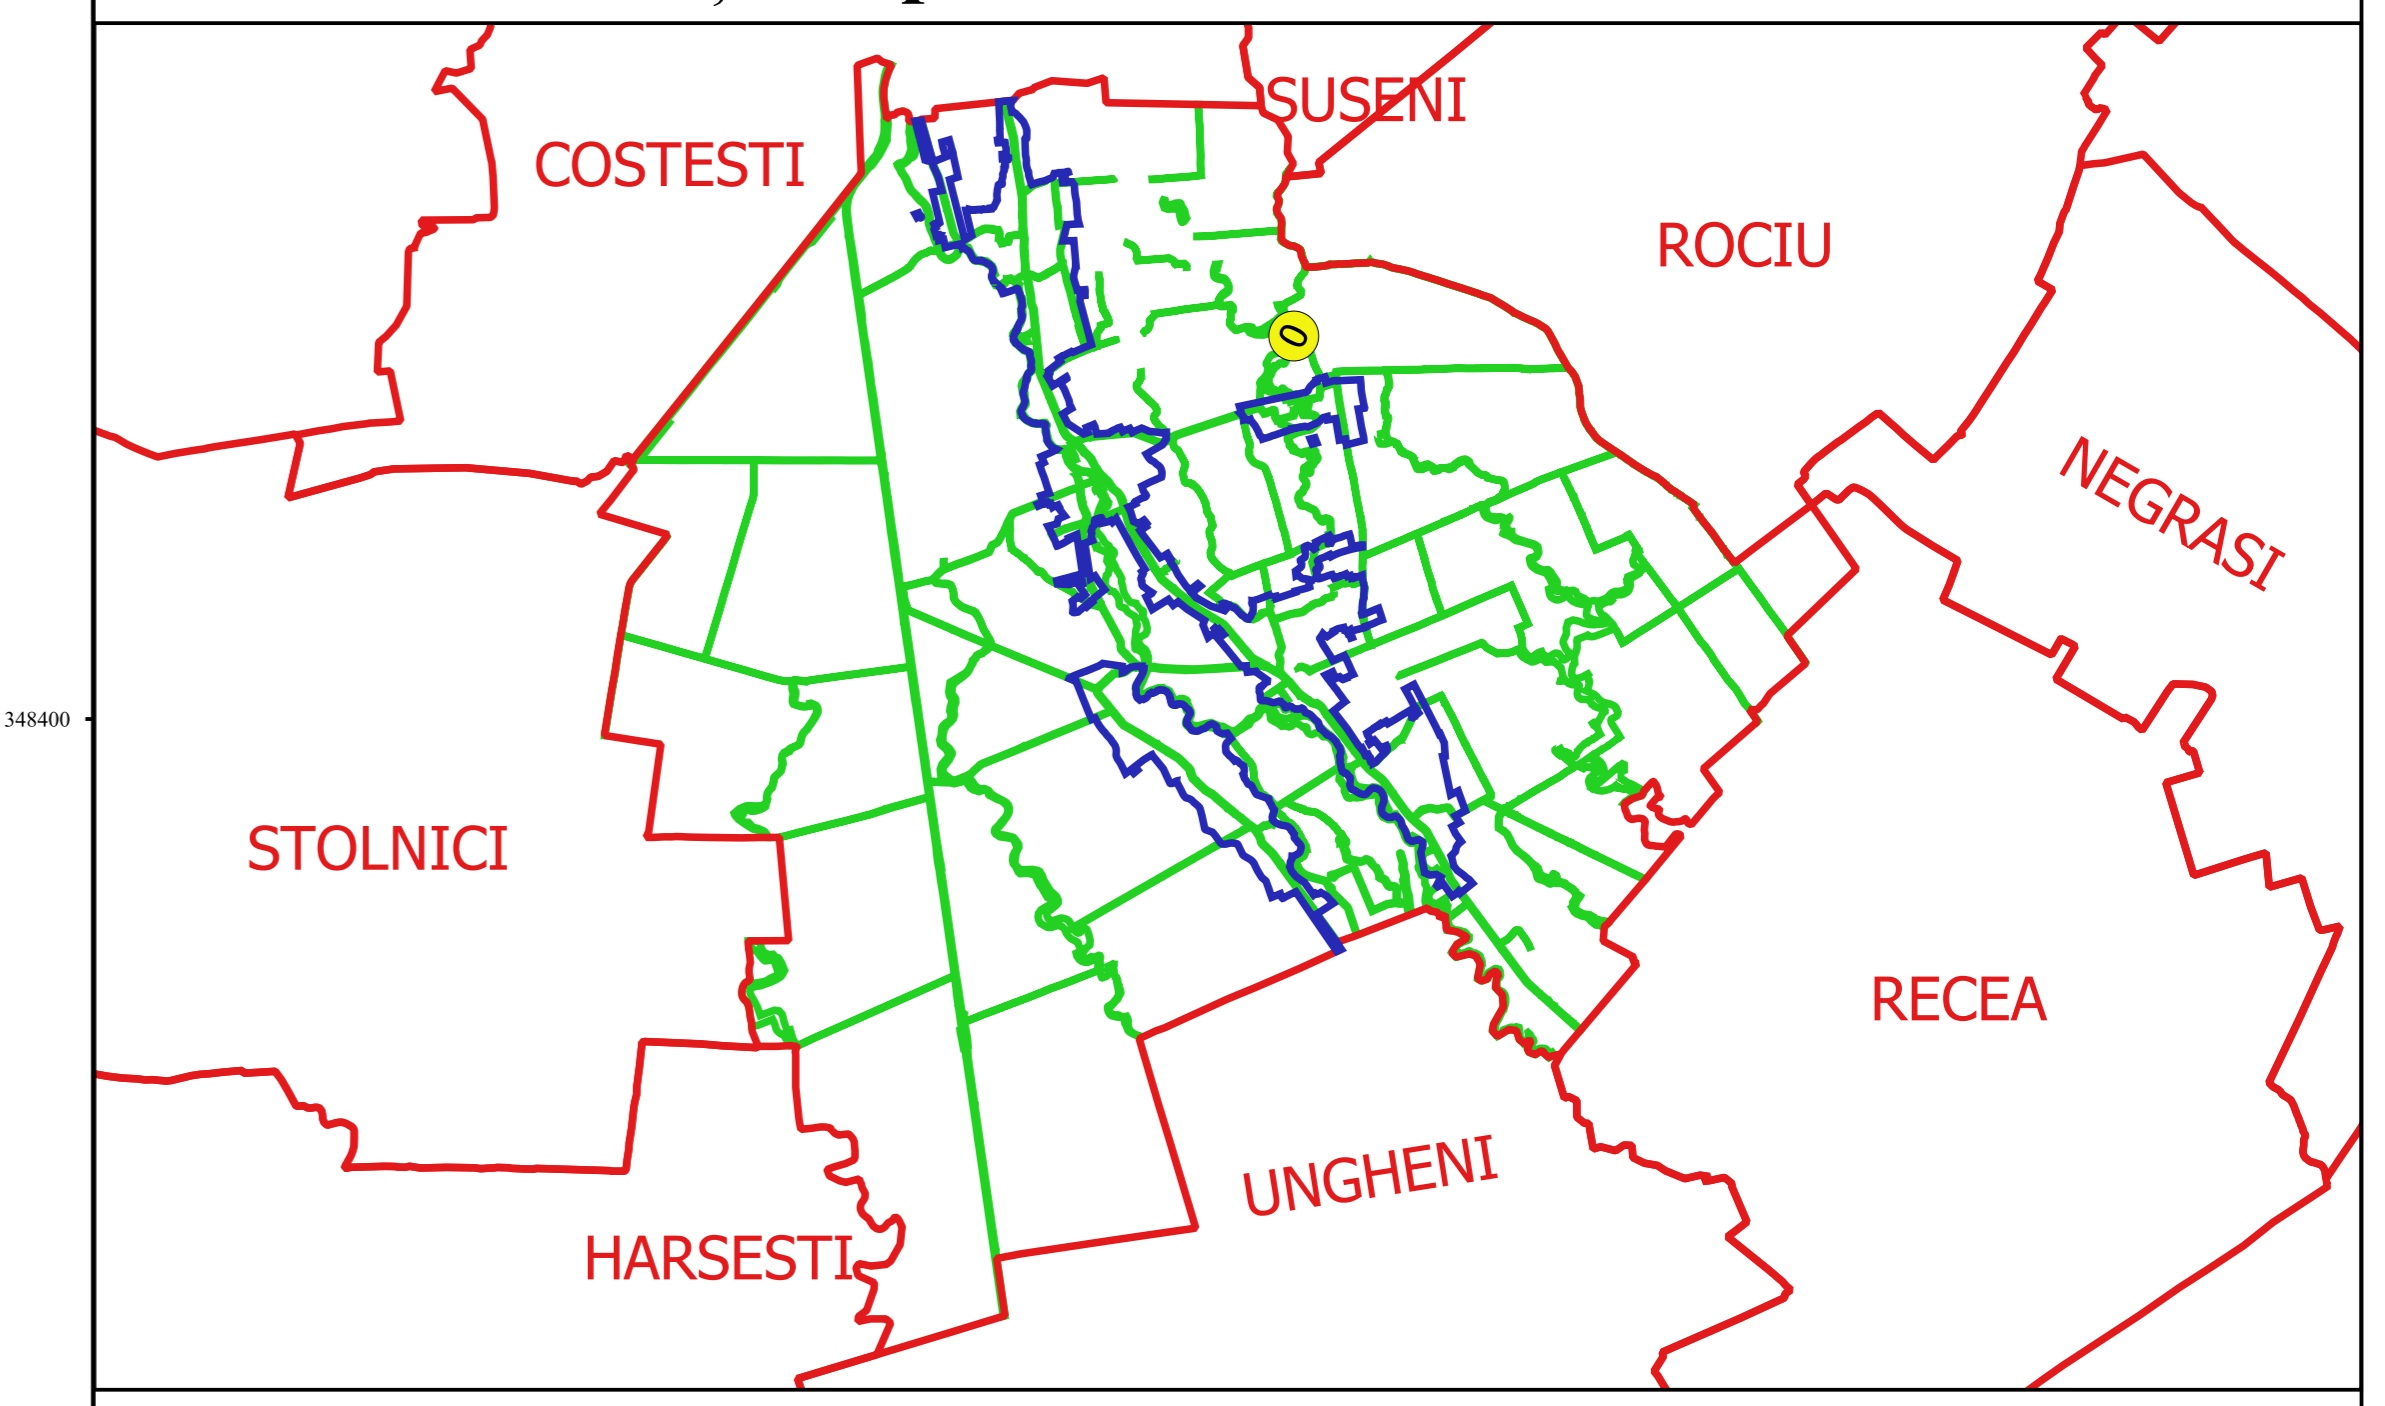 SUSENI
COSTESTI
ROCIU
0
NEGRASI
348400
STOLNICI
RECEA
UNGHENI
HARSESTI